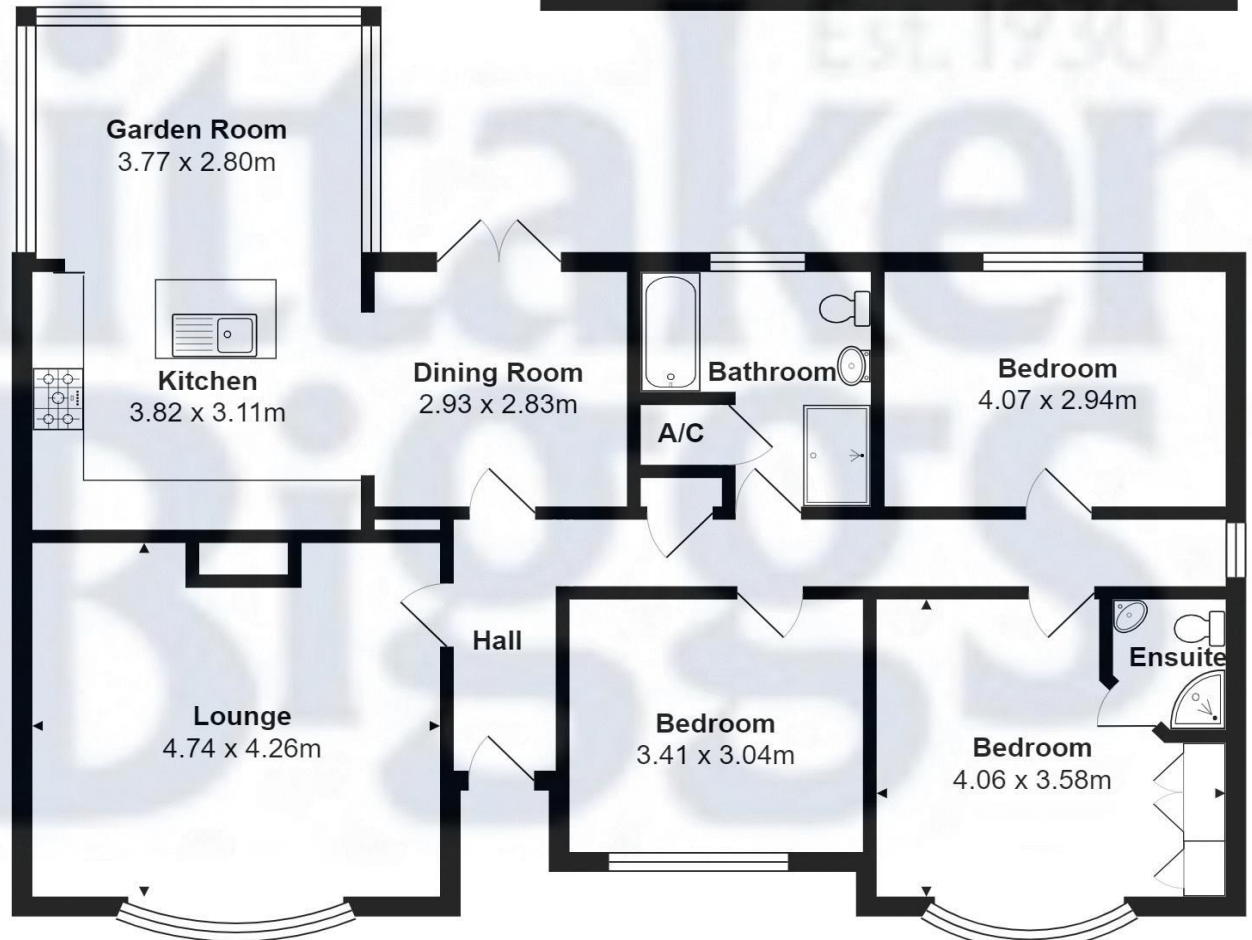 Est. 1930
Garden Room
3.77 x 2.80m
Kitchen
3.82 x 3.11m
Dining Room
2.93 x 2.83m
Bathroom
A/C
Bedroom
4.07 x 2.94m
Hall
Lounge
4.74 x 4.26m
Bedroom
3.41 x 3.04m
Bedroom
4.06 x 3.58m
Ensuite
ittaker
Biggs